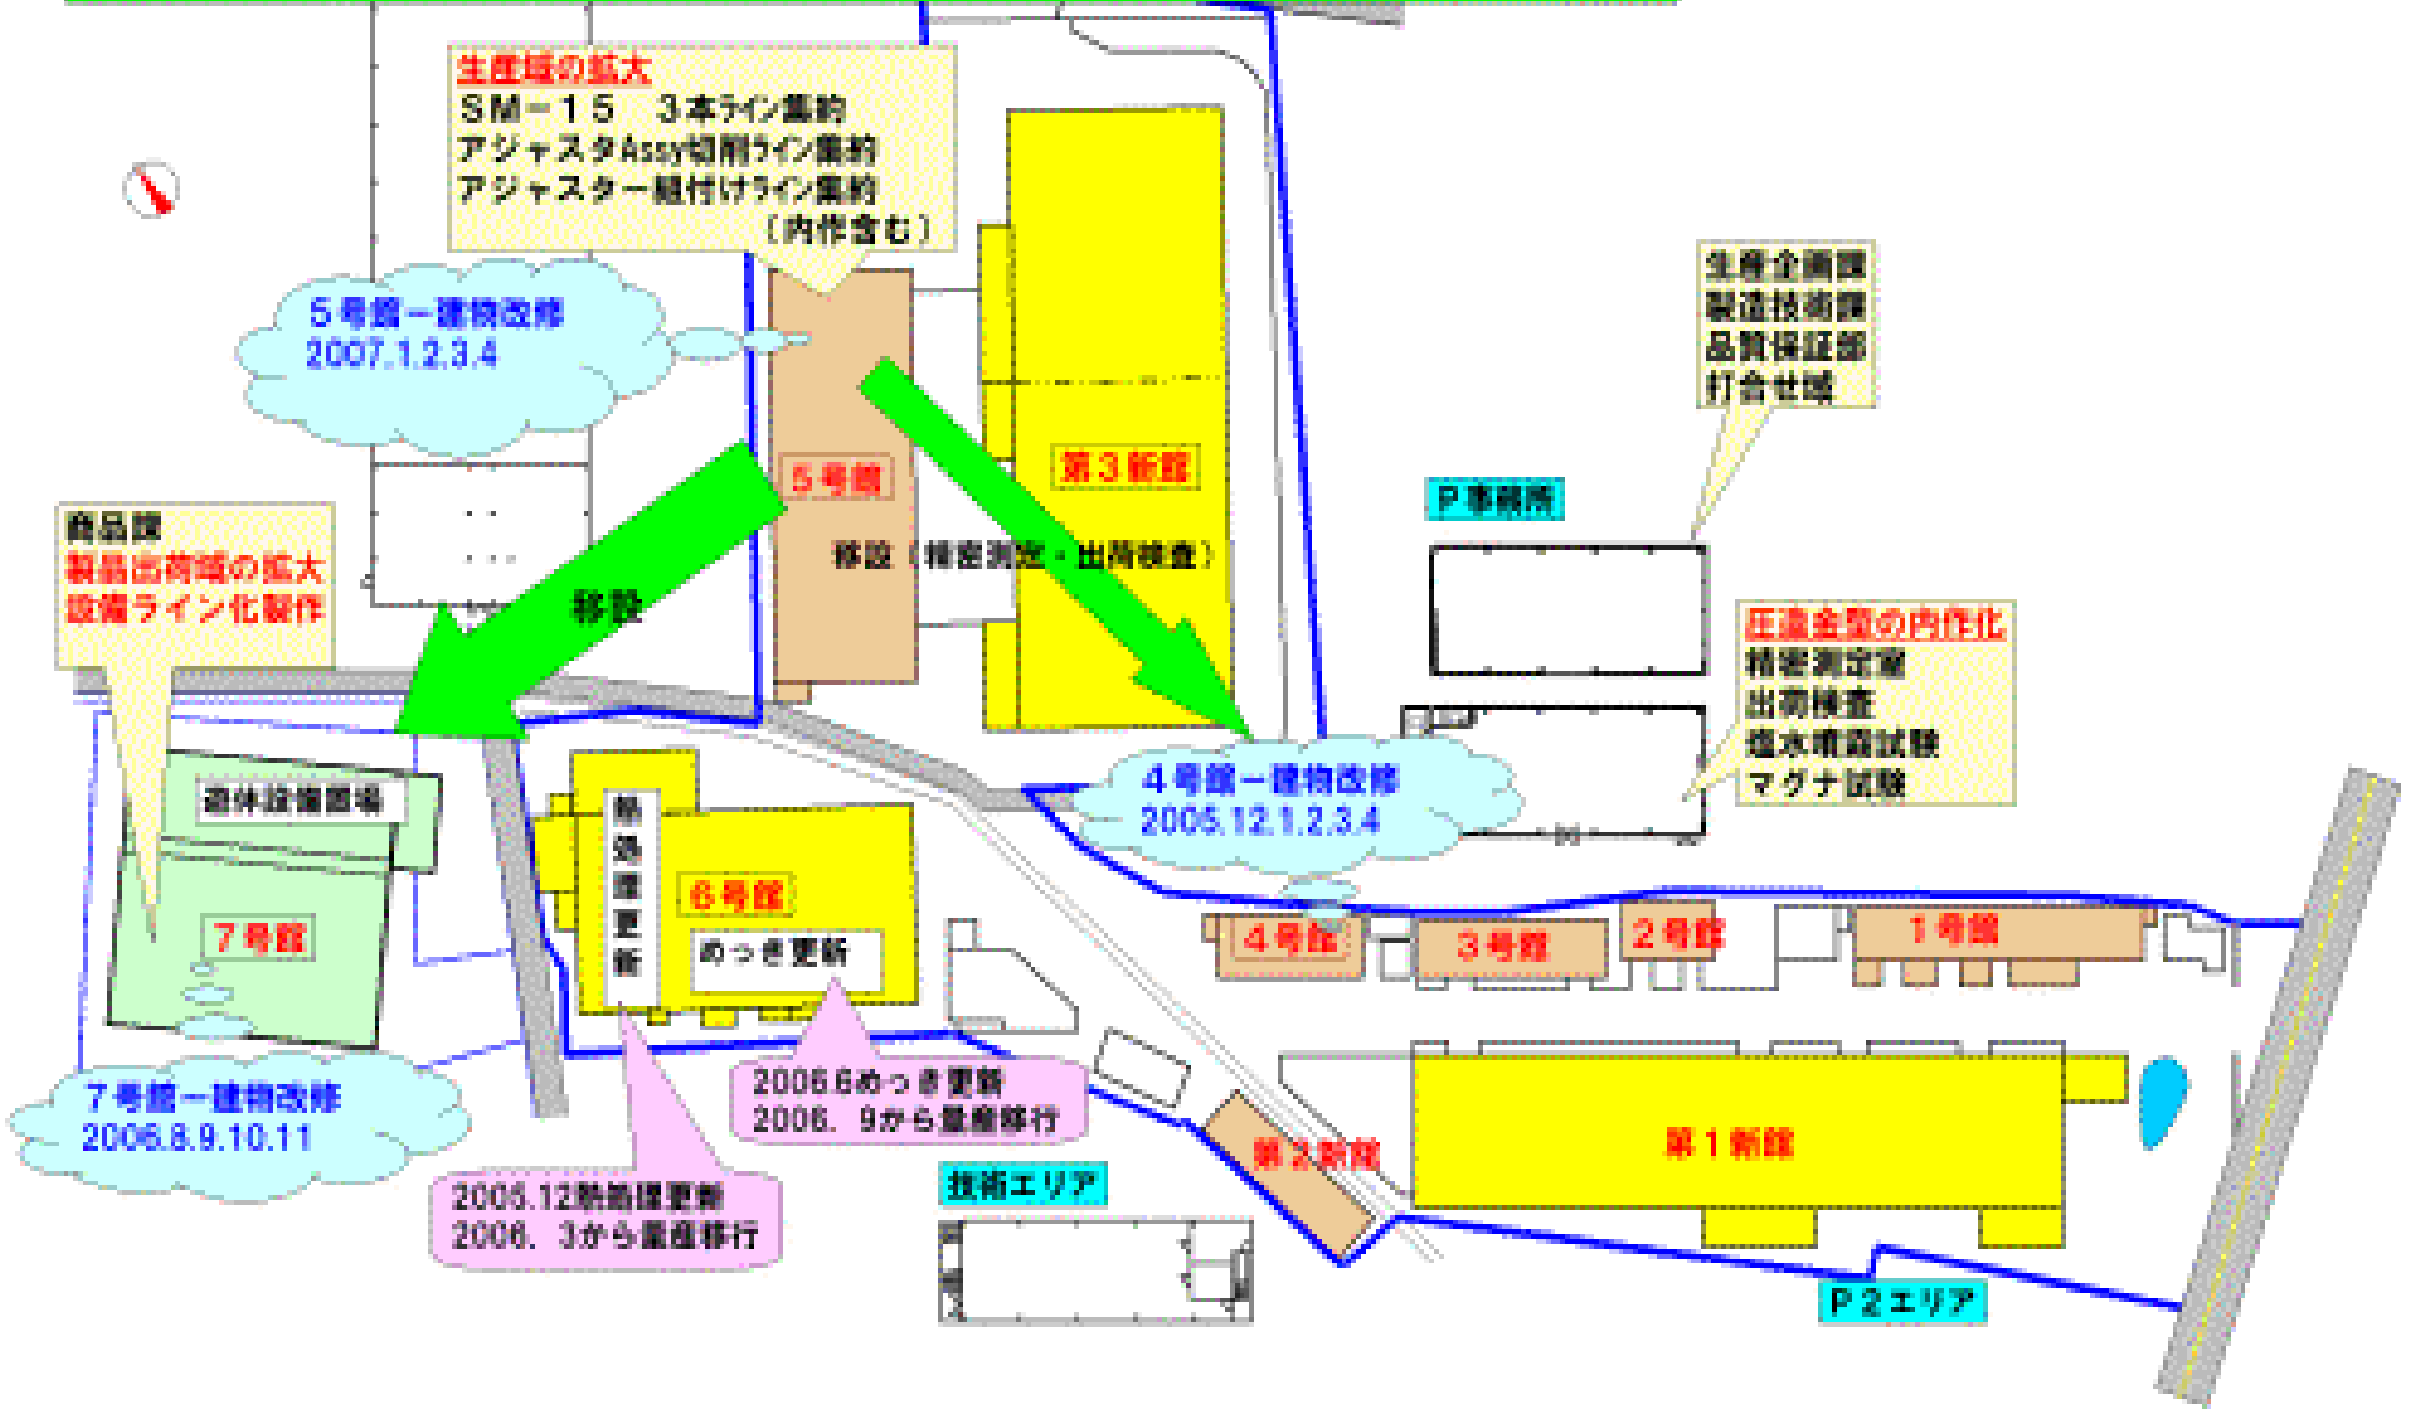 生産域の拡大
SM-15　3本ライン集約
アジャスタAssy切削ライン集約
アジャスター組付けライン集約
(内作含む)
5号館-建物改修
2007.1.2.3.4
生産企画課
製造技術課
品質保証部
打合せ域
5号館
第3新館
P事務所
商品課
製品出荷域の拡大
設備ライン化製作
移設(精密測定・出荷検査)
移設
圧造金型の内作化
精密測定室
出荷検査
塩水噴霧試験
マグナ試験
遊休設備置場
4号館-建物改修
2005.12.1.2.3.4
熱処理更新
6号館
めっき更新
7号館
4号館
3号館
2号館
1号館
7号館-建物改修
2006.8.9.10.11
2006.6めっき更新
2006. 9から量産移行
第2新館
第1新館
技術エリア
2005.12熱処理更新
2006. 3から量産移行
P2エリア